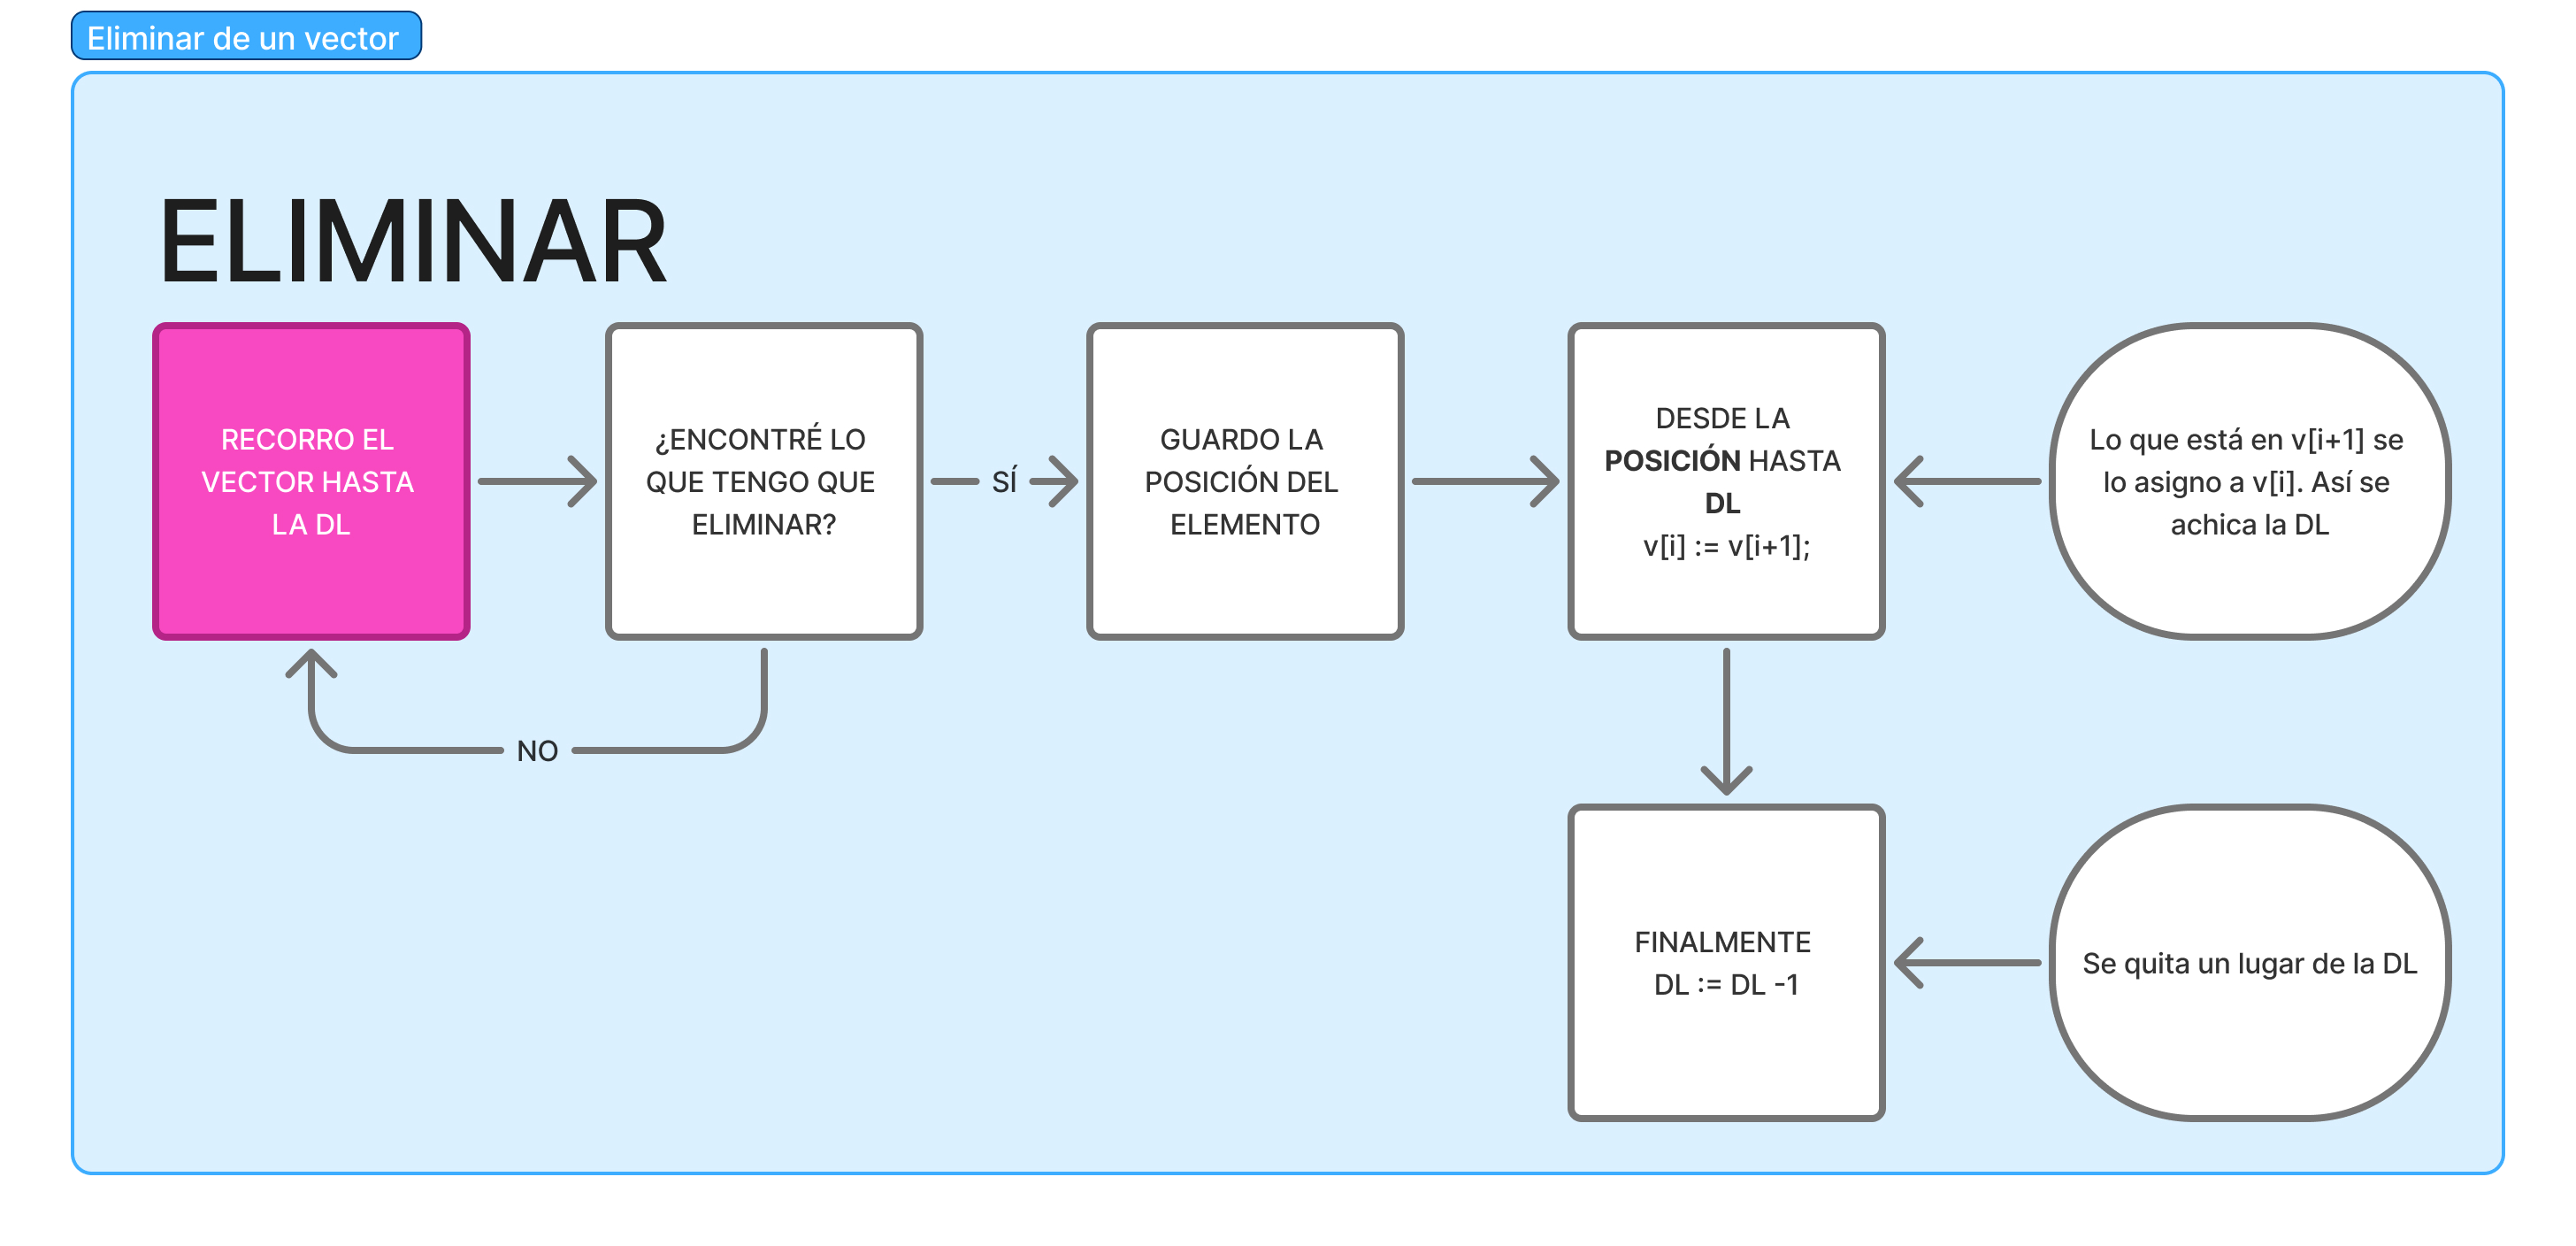 Eliminar de un vector
ELIMINAR
RECORRO EL
VECTOR HASTA
LA DL
¿ENCONTRÉ LO
QUE TENGO QUE
ELIMINAR?
SÍ
NO
GUARDO LA
POSICIÓN DEL
ELEMENTO
DESDE LA
POSICIÓN HASTA
DL
v[i] := v[i+1];
Lo que está en v[i+1] se
lo asigno a v[i]. Así se
achica la DL
FINALMENTE
DL := DL -1
Se quita un lugar de la DL